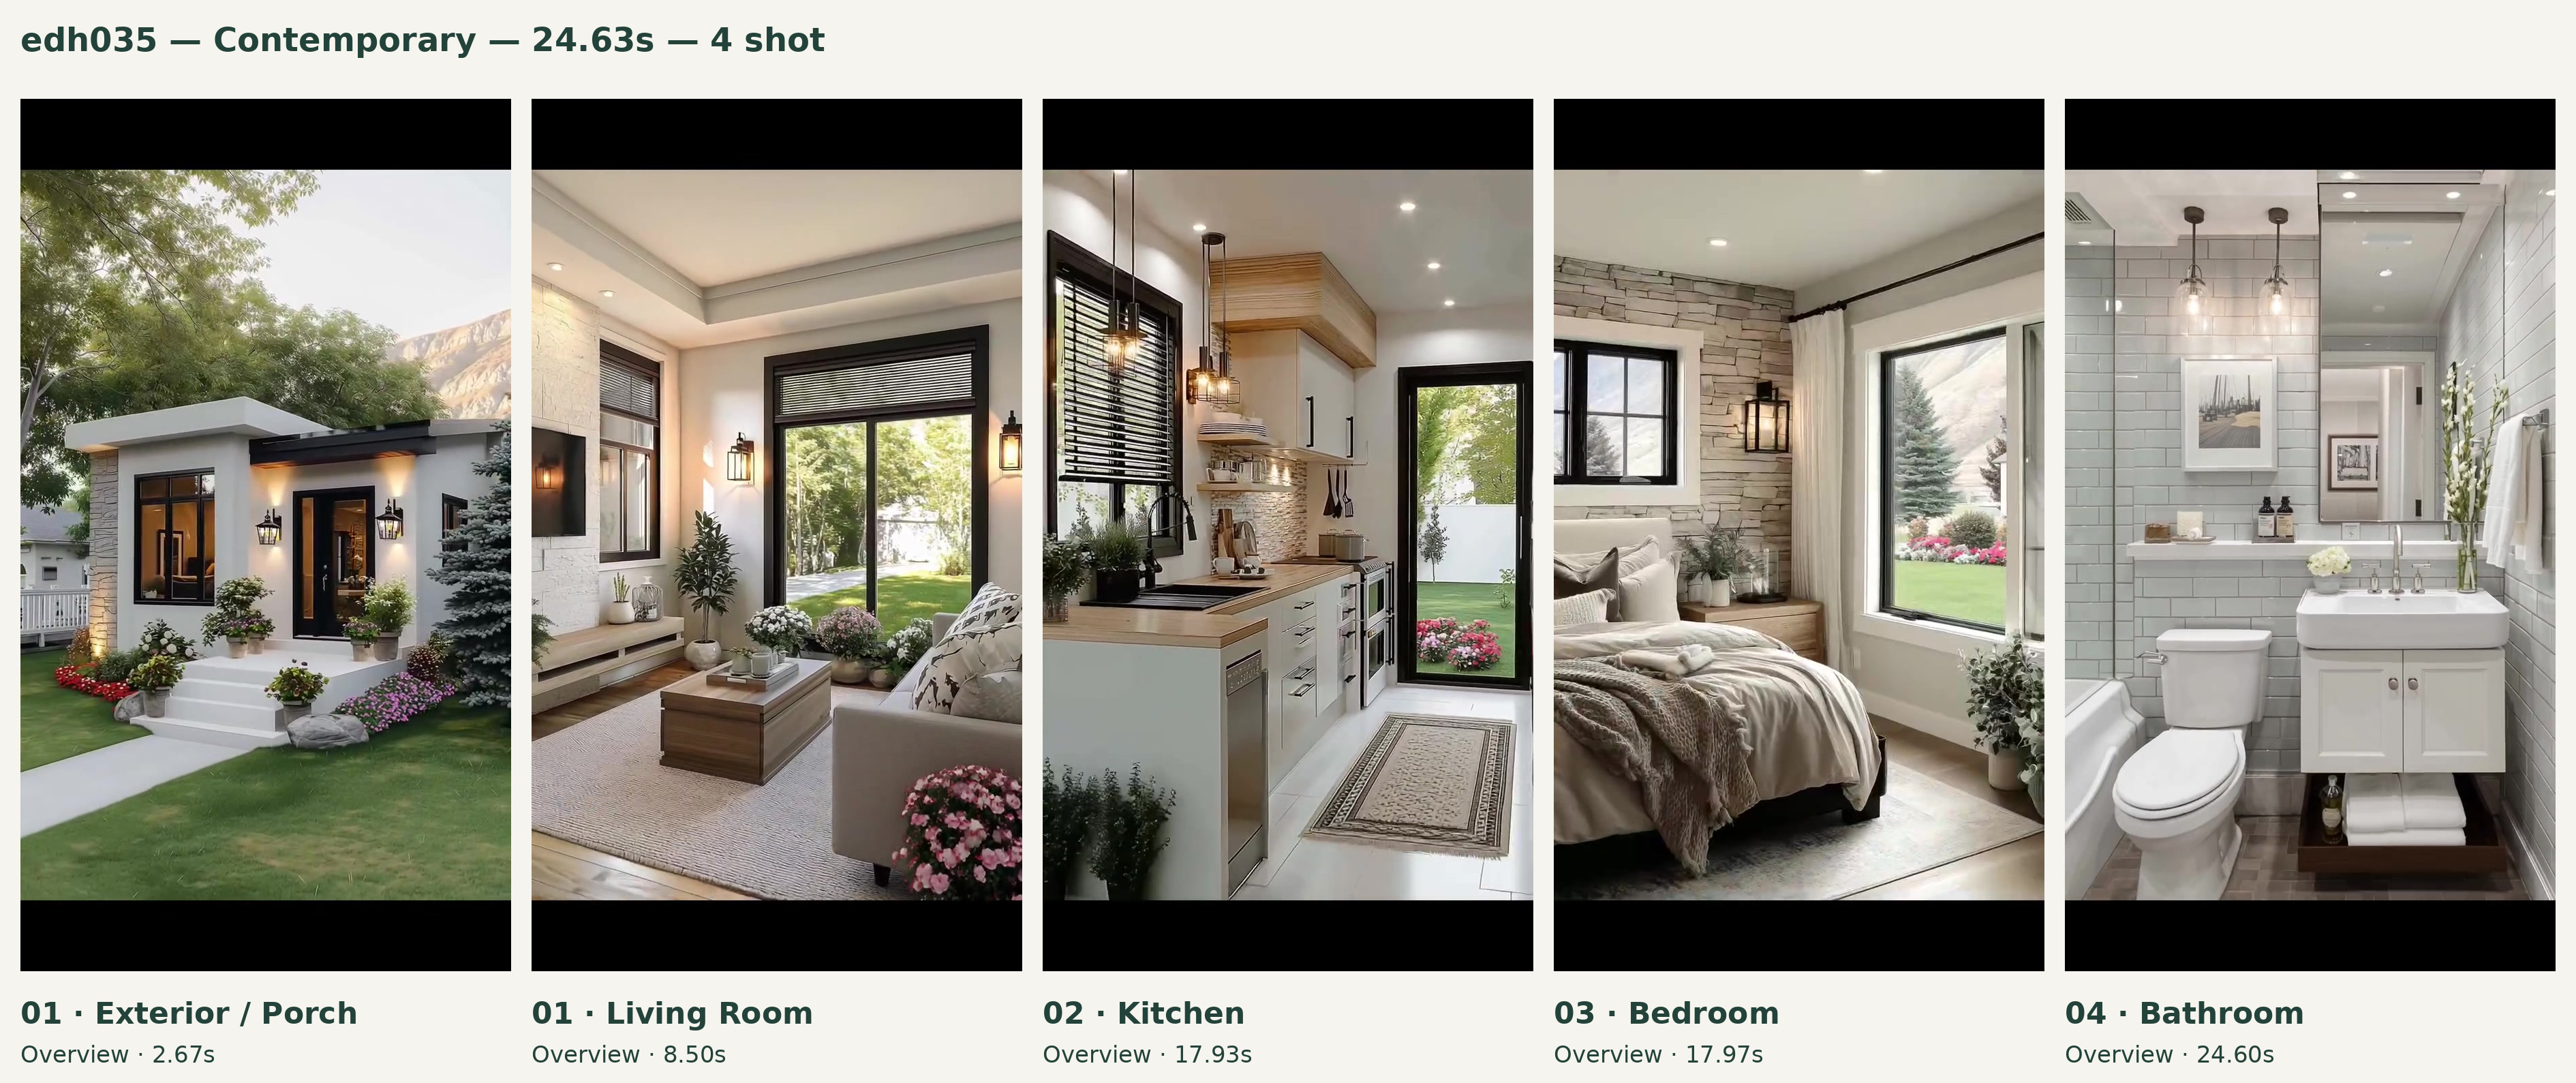 edh035 — Contemporary — 24.63s — 4 shot
01 · Exterior / Porch
Overview · 2.67s
01 · Living Room
Overview · 8.50s
02 · Kitchen
Overview · 17.93s
03 · Bedroom
Overview · 17.97s
04 · Bathroom
Overview · 24.60s